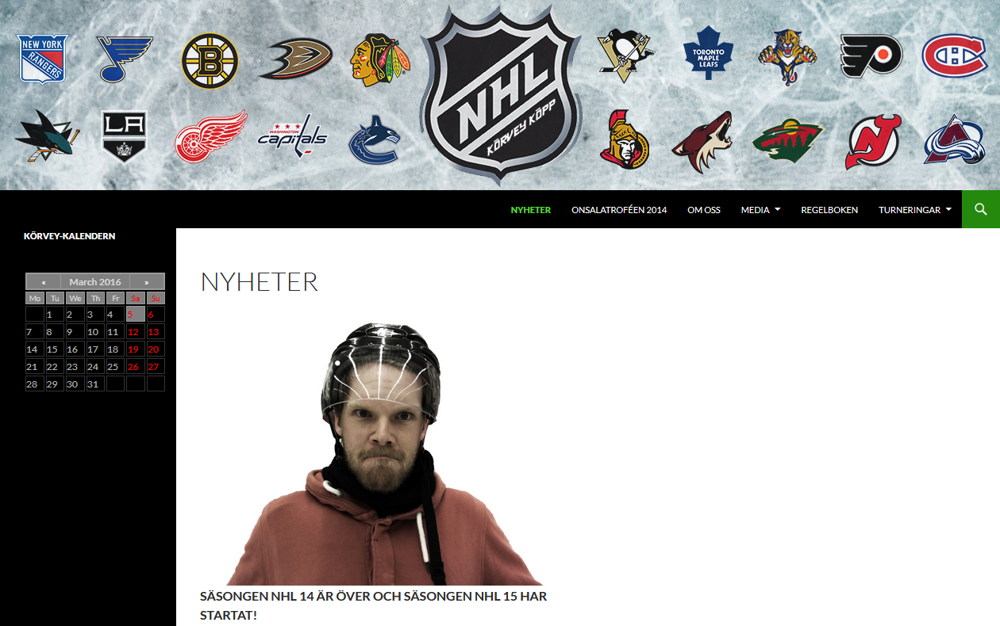 NEW YORK
RANGERS
B
TORONTO
MAPLE
LEAFS
NHL
KÖRVEY KÖPP
LA
KINGS
WASHINGTON
capitals
NYHETER
ONSALATROFÉEN 2014
OM OSS
MEDIA
REGELBOKEN
TURNERINGAR
KÖRVEY-KALENDERN
« March 2016 »
Mo Tu We Th Fr Sa Su
1 2 3 4 5 6
7 8 9 10 11 12 13
14 15 16 17 18 19 20
21 22 23 24 25 26 27
28 29 30 31
NYHETER
SÄSONGEN NHL 14 ÄR ÖVER OCH SÄSONGEN NHL 15 HAR
STARTAT!